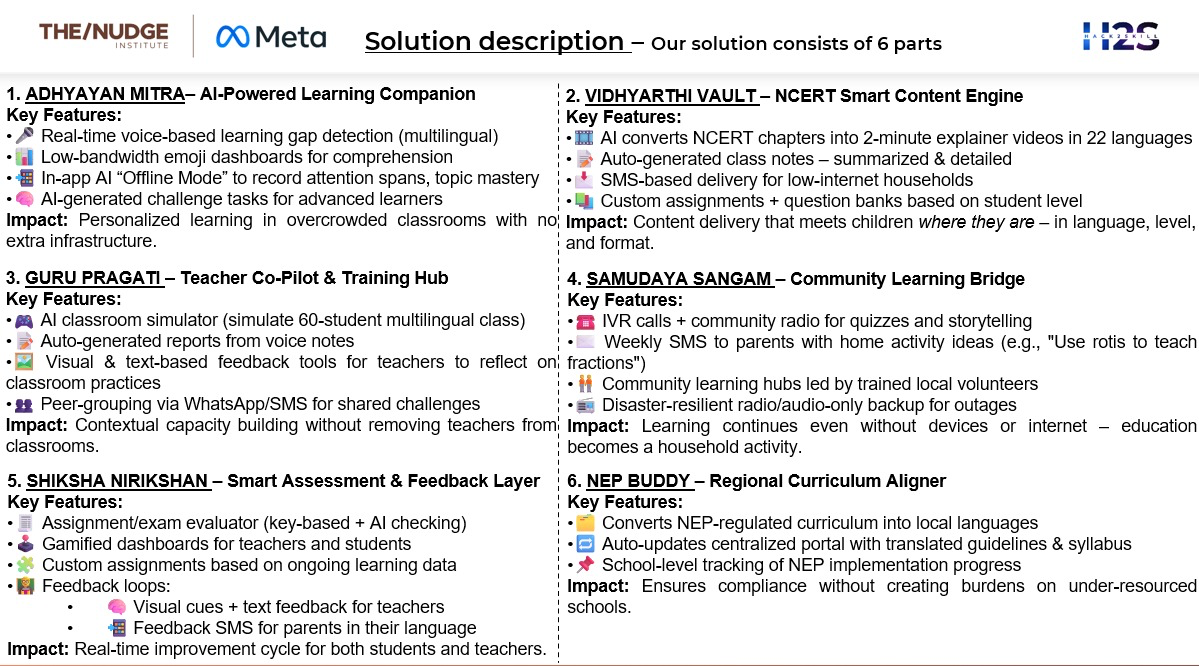 THE/NUDGE
INSTITUTE
Meta
Solution description – Our solution consists of 6 parts
H2S
HACK2SKILL
1. ADHYAYAN MITRA– AI-Powered Learning Companion
Key Features:
• Real-time voice-based learning gap detection (multilingual)
• Low-bandwidth emoji dashboards for comprehension
• In-app AI “Offline Mode” to record attention spans, topic mastery
• AI-generated challenge tasks for advanced learners
Impact: Personalized learning in overcrowded classrooms with no
extra infrastructure.
2. VIDHYARTHI VAULT – NCERT Smart Content Engine
Key Features:
• AI converts NCERT chapters into 2-minute explainer videos in 22 languages
• Auto-generated class notes – summarized & detailed
• SMS-based delivery for low-internet households
• Custom assignments + question banks based on student level
Impact: Content delivery that meets children where they are – in language, level,
and format.
3. GURU PRAGATI – Teacher Co-Pilot & Training Hub
Key Features:
• AI classroom simulator (simulate 60-student multilingual class)
• Auto-generated reports from voice notes
• Visual & text-based feedback tools for teachers to reflect on
classroom practices
• Peer-grouping via WhatsApp/SMS for shared challenges
Impact: Contextual capacity building without removing teachers from
classrooms.
4. SAMUDAYA SANGAM – Community Learning Bridge
Key Features:
• IVR calls + community radio for quizzes and storytelling
• Weekly SMS to parents with home activity ideas (e.g., "Use rotis to teach
fractions")
• Community learning hubs led by trained local volunteers
• Disaster-resilient radio/audio-only backup for outages
Impact: Learning continues even without devices or internet – education
becomes a household activity.
5. SHIKSHA NIRIKSHAN – Smart Assessment & Feedback Layer
Key Features:
• Assignment/exam evaluator (key-based + AI checking)
• Gamified dashboards for teachers and students
• Custom assignments based on ongoing learning data
• Feedback loops:
• Visual cues + text feedback for teachers
• Feedback SMS for parents in their language
Impact: Real-time improvement cycle for both students and teachers.
6. NEP BUDDY – Regional Curriculum Aligner
Key Features:
• Converts NEP-regulated curriculum into local languages
• Auto-updates centralized portal with translated guidelines & syllabus
• School-level tracking of NEP implementation progress
Impact: Ensures compliance without creating burdens on under-resourced
schools.